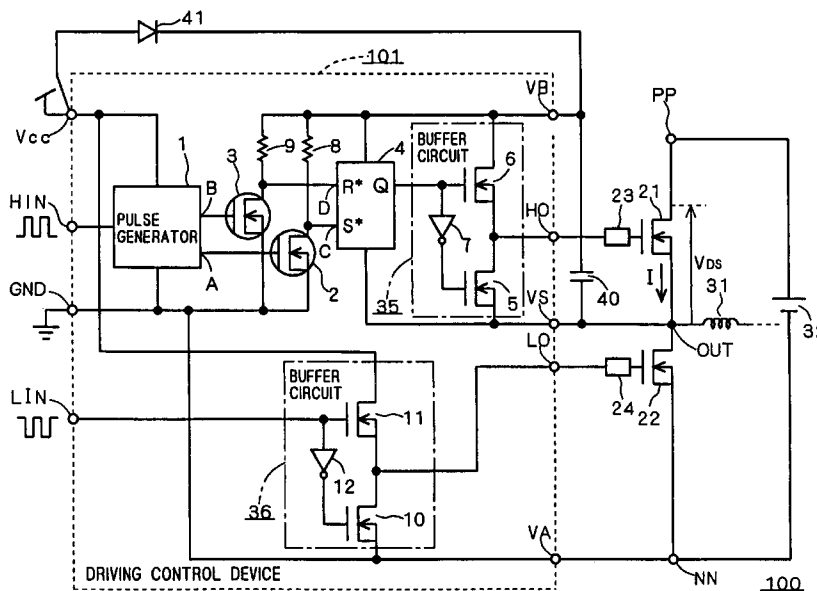 41
101
VB
PP
Vcc
1
B
3
9
8
4
BUFFER
CIRCUIT
6
HIN
PULSE
GENERATOR
R*
Q
D
S*
C
HO
23
21
7
VDS
A
2
I
31
GND
35
5
VS
40
LO
OUT
BUFFER
CIRCUIT
24
22
LIN
11
12
36
10
VA
DRIVING CONTROL DEVICE
NN
100